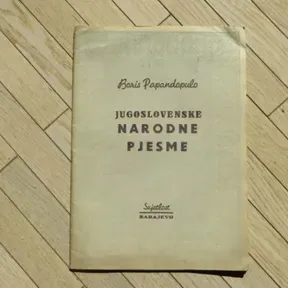 Boris Papandopulo
JUGOSLOVENSKE
NARODNE
PJESME
Svjetlost
SARAJEVO